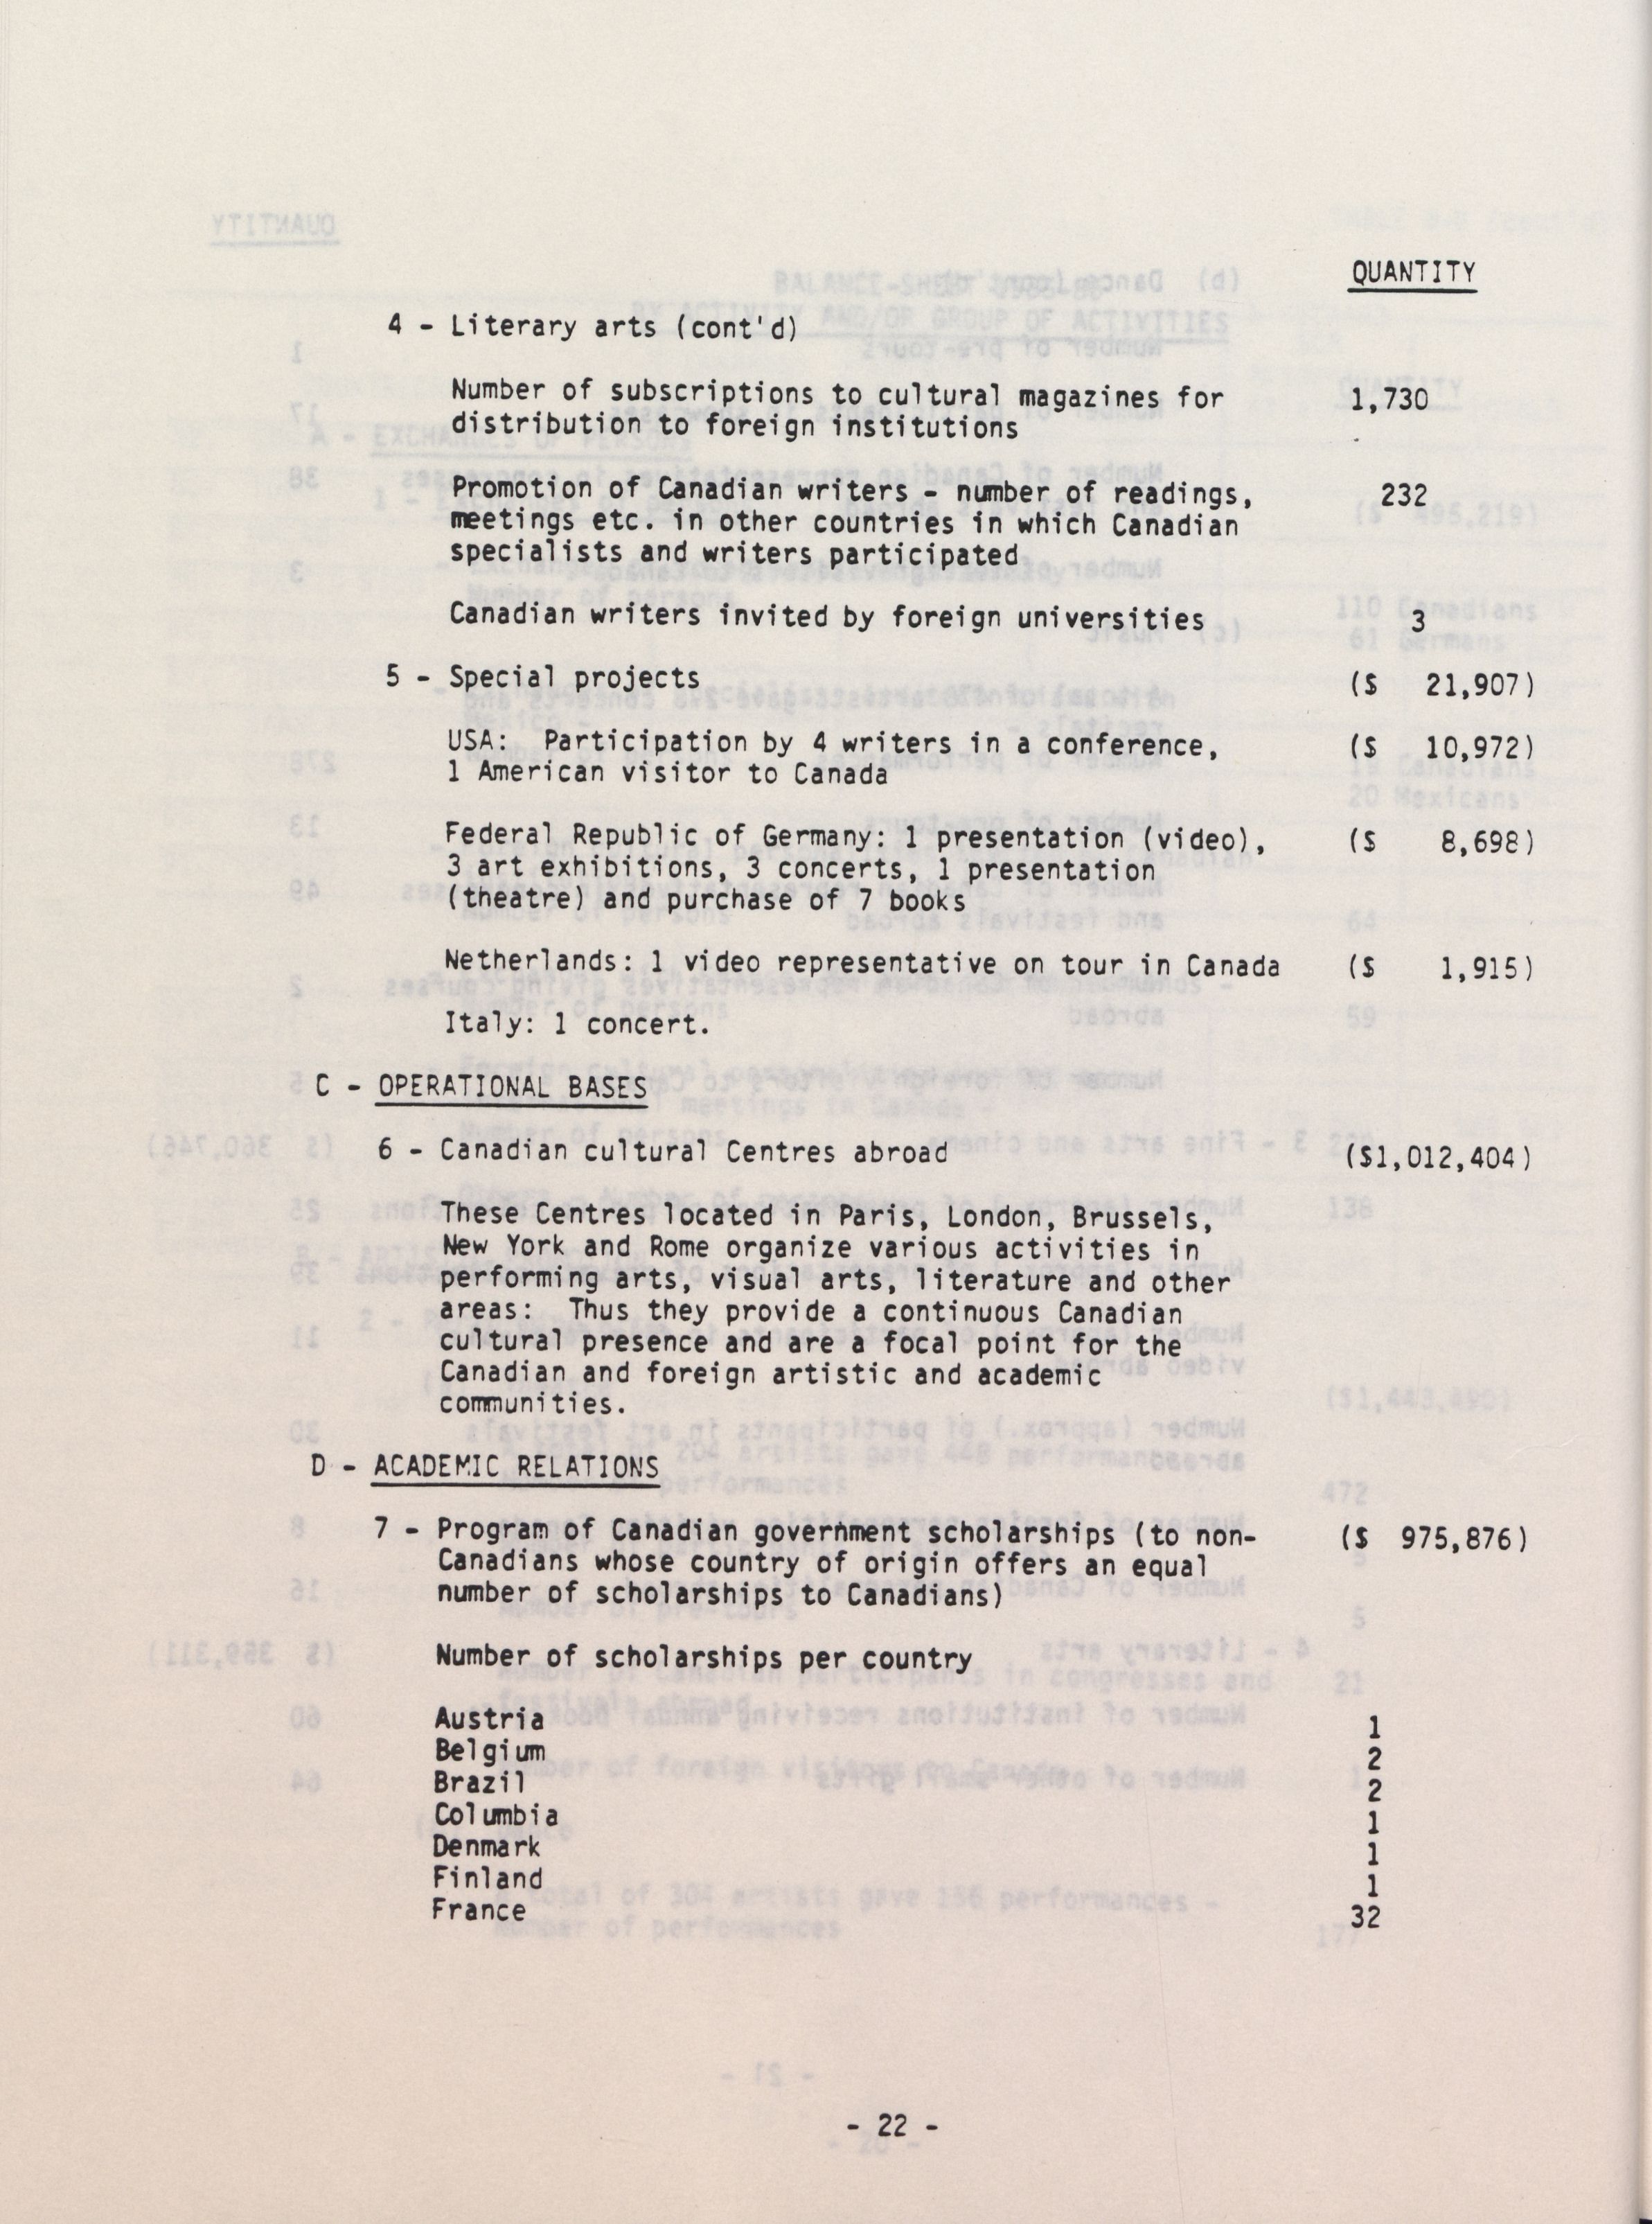 QUANTITY
4 - Literary arts (cont'd)
Number of subscriptions to cultural magazines for 1,730
distribution to foreign institutions
Promotion of Canadian writers - number of readings, 232
meetings etc. in other countries in which Canadian
specialists and writers participated
Canadian writers invited by foreign universities 3
5 - Special projects ($ 21,907)
USA: Participation by 4 writers in a conference, ($ 10,972)
1 American visitor to Canada
Federal Republic of Germany: 1 presentation (video), ($ 8,698)
3 art exhibitions, 3 concerts, 1 presentation
(theatre) and purchase of 7 books
Netherlands: 1 video representative on tour in Canada ($ 1,915)
Italy: 1 concert.
C - OPERATIONAL BASES
6 - Canadian cultural Centres abroad ($1,012,404)
These Centres located in Paris, London, Brussels,
New York and Rome organize various activities in
performing arts, visual arts, literature and other
areas: Thus they provide a continuous Canadian
cultural presence and are a focal point for the
Canadian and foreign artistic and academic
communities.
D - ACADEMIC RELATIONS
7 - Program of Canadian government scholarships (to non- ($ 975,876)
Canadians whose country of origin offers an equal
number of scholarships to Canadians)
Number of scholarships per country
Austria 1
Belgium 2
Brazil 2
Columbia 1
Denmark 1
Finland 1
France 32
- 22 -